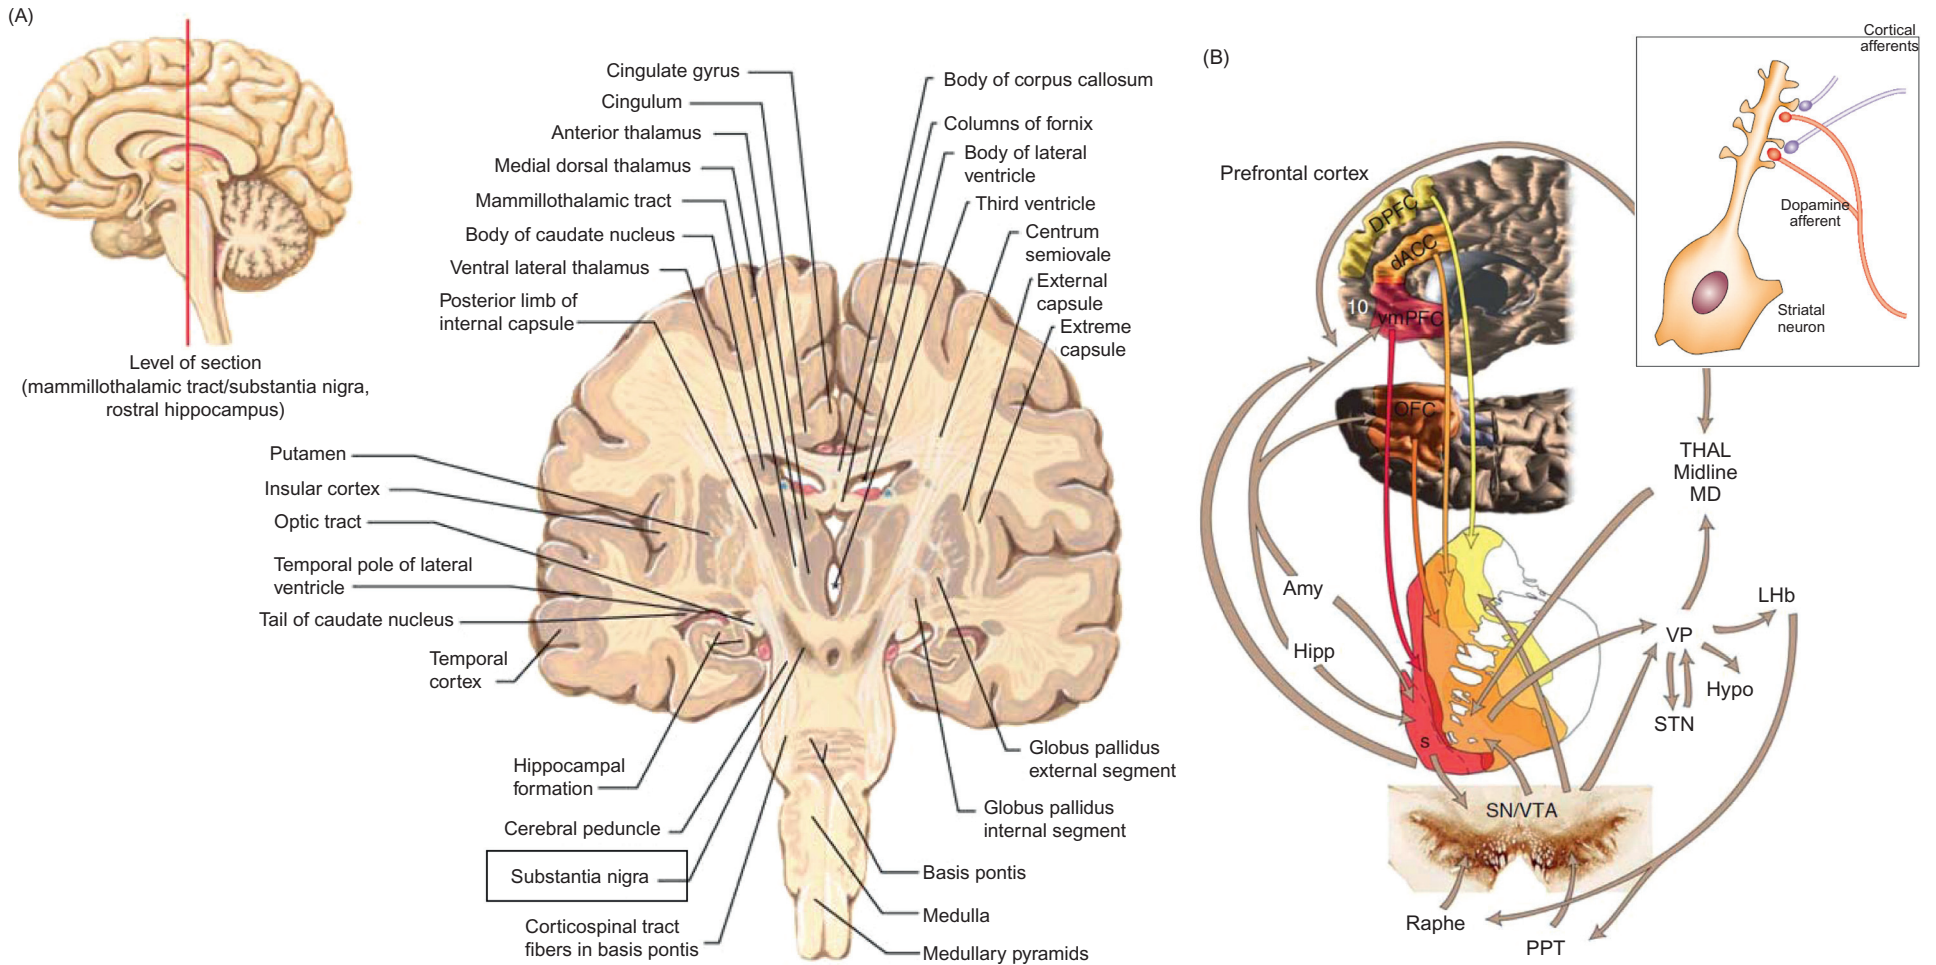 (A)
Level of section
(mammillothalamic tract/substantia nigra,
rostral hippocampus)
Cingulate gyrus
Cingulum
Anterior thalamus
Medial dorsal thalamus
Mammillothalamic tract
Body of caudate nucleus
Ventral lateral thalamus
Posterior limb of
internal capsule
Putamen
Insular cortex
Optic tract
Temporal pole of lateral
ventricle
Tail of caudate nucleus
Temporal
cortex
Hippocampal
formation
Cerebral peduncle
Substantia nigra
Corticospinal tract
fibers in basis pontis
Body of corpus callosum
Columns of fornix
Body of lateral
ventricle
Third ventricle
Centrum
semiovale
External
capsule
Extreme
capsule
*
Globus pallidus
external segment
Globus pallidus
internal segment
Basis pontis
Medulla
Medullary pyramids
(B)
Cortical
afferents
Dopamine
afferent
Striatal
neuron
Prefrontal cortex
DPFC
dACC
10
vmPFC
OFC
THAL
Midline
MD
Amy
Hipp
LHb
VP
Hypo
STN
s
SN/VTA
Raphe
PPT